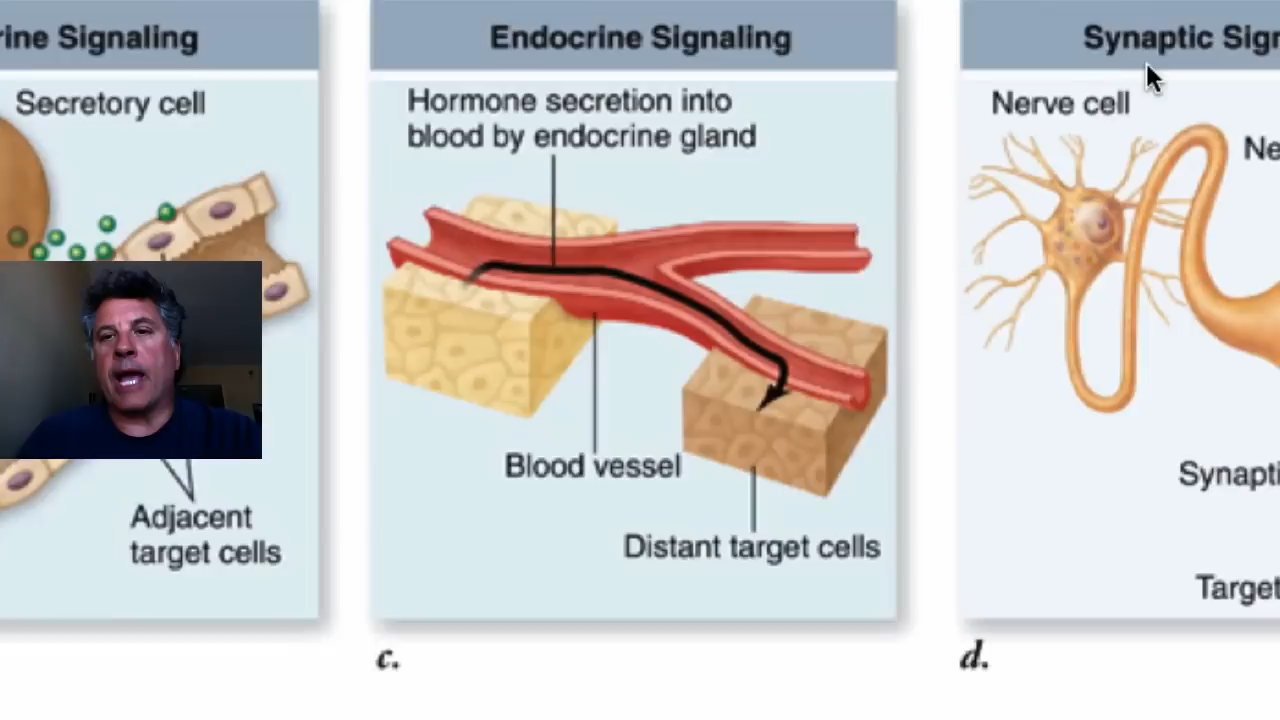 rine Signaling
Secretory cell
Adjacent
target cells
Endocrine Signaling
Hormone secretion into
blood by endocrine gland
Blood vessel
Distant target cells
c.
Synaptic Sign
Nerve cell
Ne
Synapti
Target
d.